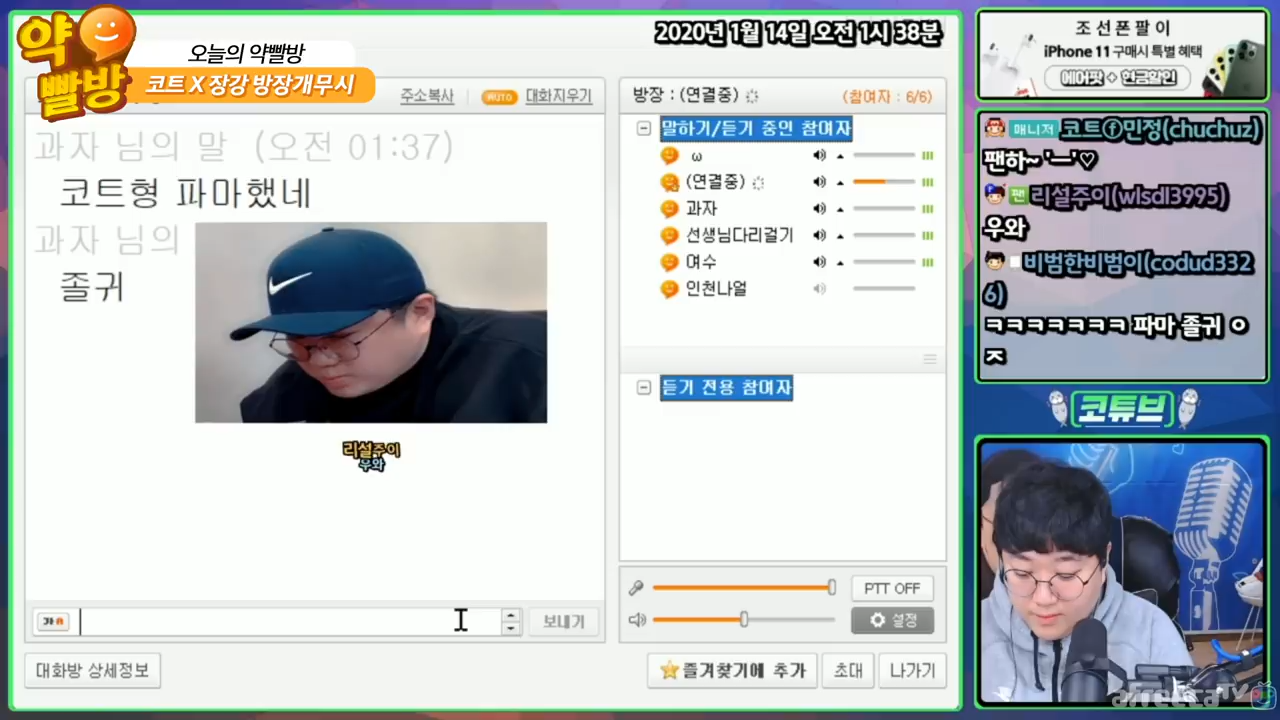 약빵방
오늘의 약빨방
코트 X 장강 방장개무시
2020년 1월 14일 오전 1시 38분
주소복사
AUTO 대화지우기
과자 님의 말 (오전 01:37)
코트형 파마했네
과자 님의
졸귀
리설주이
우와
가a
보내기
대화방 상세정보
방장 : (연결중)
(참여자 : 6/6)
말하기/듣기 중인 참여자
ω
(연결중)
과자
선생님다리걸기
여수
인천나얼
듣기 전용 참여자
PTT OFF
설정
즐겨찾기에 추가
초대
나가기
조선폰팔이
iPhone 11 구매시 특별 혜택
에어팟 + 현금할인
매니저 코트ⓕ민정(chuchuz)
팬하~ 'ㅡ'♡
팬 리설주이(wlsdl3995)
우와
비범한비범이(codud332
6)
ㅋㅋㅋㅋㅋㅋㅋ 파마 졸귀 ㅇ
ㅈ
코튜브
afreecaTV